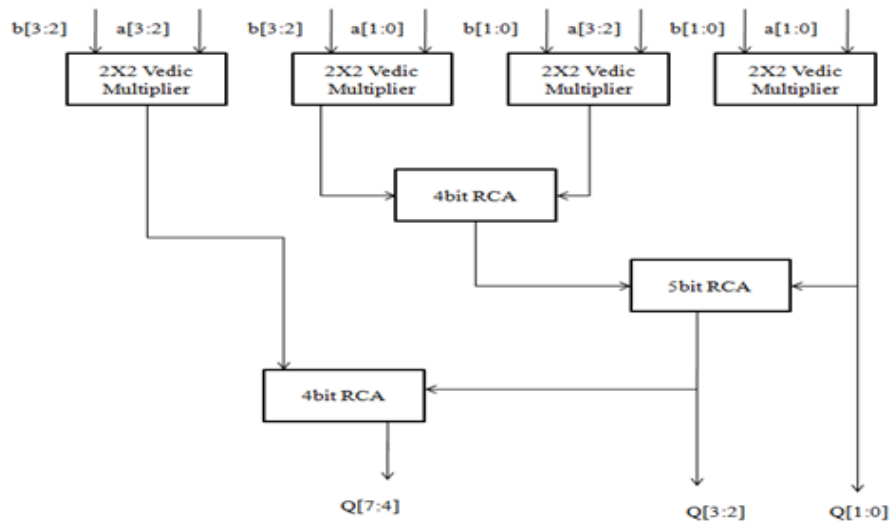 b[3:2] a[3:2] b[3:2] a[1:0] b[1:0] a[3:2] b[1:0] a[1:0]
2X2 Vedic
Multiplier
2X2 Vedic
Multiplier
2X2 Vedic
Multiplier
2X2 Vedic
Multiplier
4bit RCA
5bit RCA
4bit RCA
Q[7:4] Q[3:2] Q[1:0]